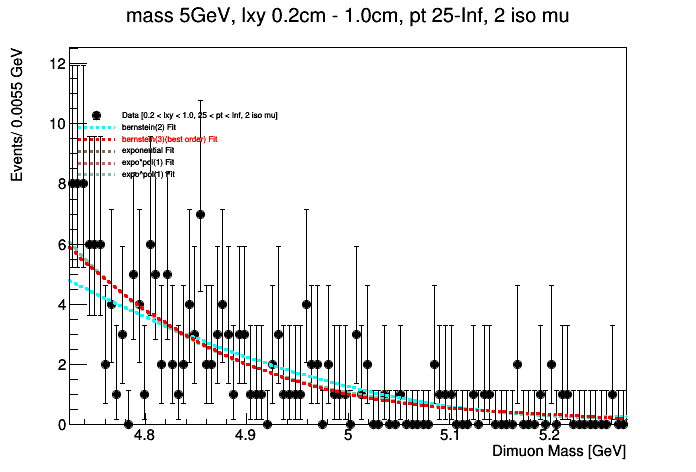 mass 5GeV, lxy 0.2cm - 1.0cm, pt 25-Inf, 2 iso mu
Events/ 0.0055 GeV
12
10
8
6
4
2
0
Data [0.2 < lxy < 1.0, 25 < pt < Inf, 2 iso mu]
bernstein(2) Fit
bernstein(3)(best order) Fit
exponential Fit
expo*pol(1) Fit
expo*pol(1) Fit
4.8
4.9
5
5.1
5.2
Dimuon Mass [GeV]